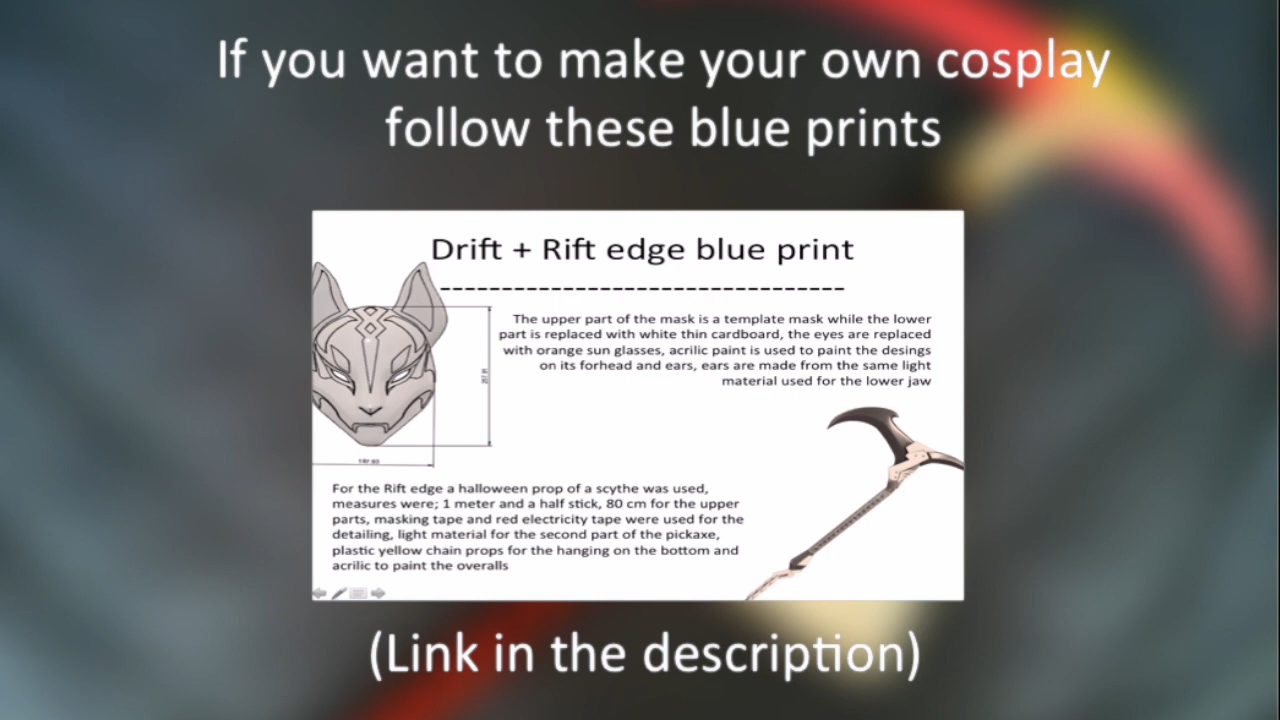 If you want to make your own cosplay
follow these blue prints
Drift + Rift edge blue print
--------------------------------
The upper part of the mask is a template mask while the lower
part is replaced with white thin cardboard, the eyes are replaced
with orange sun glasses, acrilic paint is used to paint the desings
on its forhead and ears, ears are made from the same light
material used for the lower jaw
For the Rift edge a halloween prop of a scythe was used,
measures were; 1 meter and a half stick, 80 cm for the upper
parts, masking tape and red electricity tape were used for the
detailing, light material for the second part of the pickaxe,
plastic yellow chain props for the hanging on the bottom and
acrilic to paint the overalls
(Link in the description)